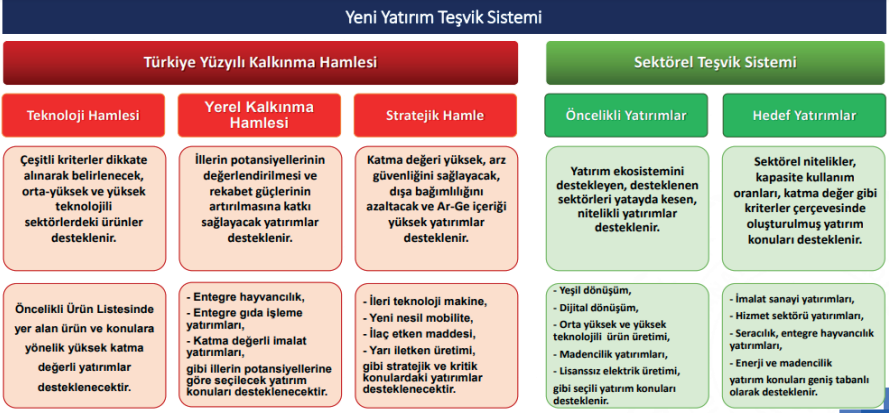 Yeni Yatırım Teşvik Sistemi
Türkiye Yüzyılı Kalkınma Hamlesi
Sektörel Teşvik Sistemi
Teknoloji Hamlesi
Yerel Kalkınma
Hamlesi
Stratejik Hamle
Öncelikli Yatırımlar
Hedef Yatırımlar
Çeşitli kriterler dikkate
alınarak belirlenecek,
orta-yüksek ve yüksek
teknolojili
sektörlerdeki ürünler
desteklenir.
İllerin potansiyellerinin
değerlendirilmesi ve
rekabet güçlerinin
artırılmasına katkı
sağlayacak yatırımlar
desteklenir.
Katma değeri yüksek, arz
güvenliğini sağlayacak,
dışa bağımlılığını
azaltacak ve Ar-Ge içeriği
yüksek yatırımlar
desteklenir.
Yatırım ekosistemini
destekleyen, desteklenen
sektörleri yatayda kesen,
nitelikli yatırımlar
desteklenir.
Sektörel nitelikler,
kapasite kullanım
oranları, katma değer gibi
kriterler çerçevesinde
oluşturulmuş yatırım
konuları desteklenir.
Öncelikli Ürün Listesinde
yer alan ürün ve konulara
yönelik yüksek katma
değerli yatırımlar
desteklenecektir.
- Entegre hayvancılık,
- Entegre gıda işleme
yatırımları,
- Katma değerli imalat
yatırımları,
gibi illerin potansiyellerine
göre seçilecek yatırım
konuları desteklenecektir.
- İleri teknoloji makine,
- Yeni nesil mobilite,
- İlaç etken maddesi,
- Yarı iletken üretimi,
gibi stratejik ve kritik
konulardaki yatırımlar
desteklenecektir.
- Yeşil dönüşüm,
- Dijital dönüşüm,
- Orta yüksek ve yüksek
teknolojili ürün üretimi,
- Madencilik yatırımları,
- Lisanssız elektrik üretimi,
gibi seçili yatırım konuları
desteklenir.
- İmalat sanayi yatırımları,
- Hizmet sektörü yatırımları,
- Seracılık, entegre hayvancılık
yatırımları,
- Enerji ve madencilik
yatırım konuları geniş tabanlı
olarak desteklenir.